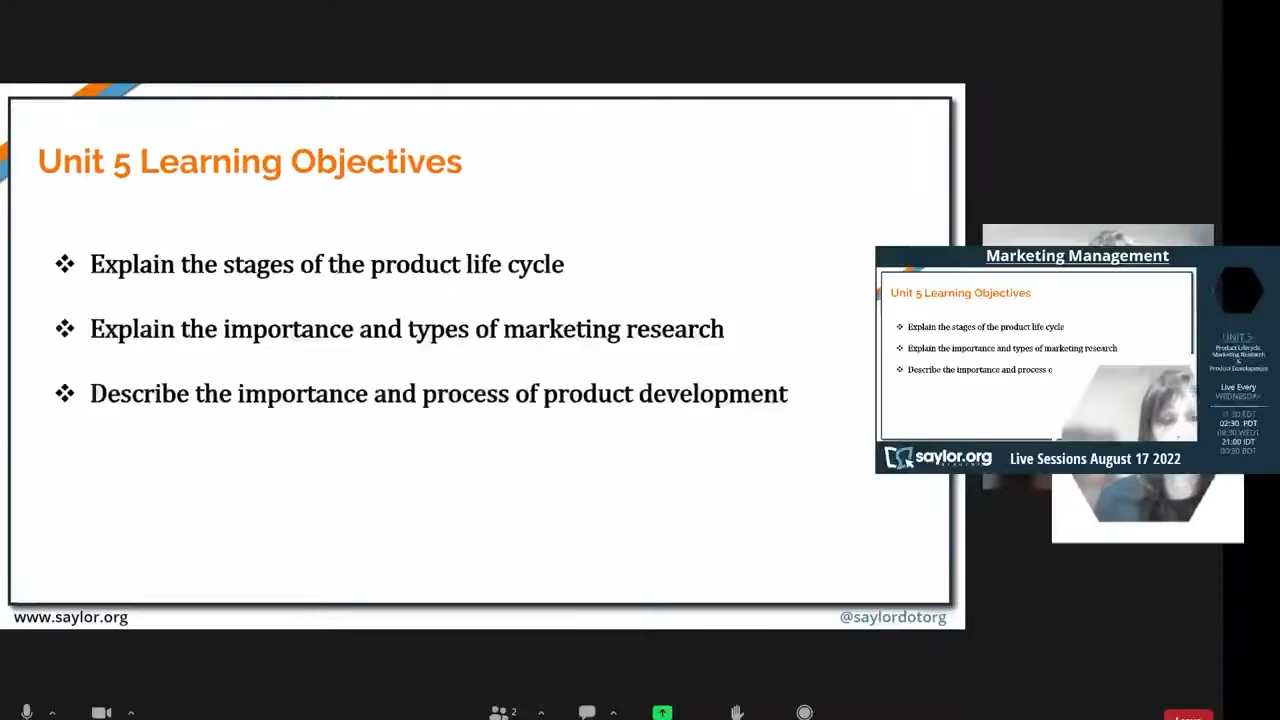 Unit 5 Learning Objectives
❖ Explain the stages of the product life cycle
❖ Explain the importance and types of marketing research
❖ Describe the importance and process of product development
www.saylor.org
@saylordotorg
Marketing Management
Unit 5 Learning Objectives
❖ Explain the stages of the product life cycle
❖ Explain the importance and types of marketing research
❖ Describe the importance and process
UNIT 5
Product Lifecycle,
Marketing Research
&
Product Development
Live Every
WEDNESDAY
02:30 PDT
21:00 IDT
saylor.org
Live Sessions August 17 2022
2